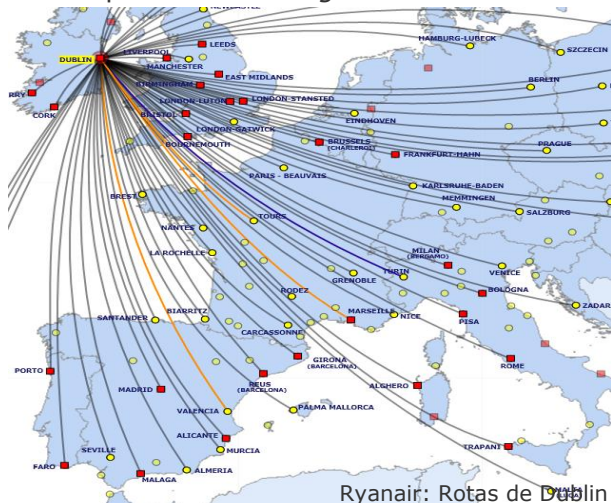 NEWCASTLE
HAMBURG-LUBECK
SZCZECIN
LEEDS
LIVERPOOL
DUBLIN
MANCHESTER
EAST MIDLANDS
BIRMINGHAM
BERLIN
RRY
LONDON-LUTON
LONDON-STANSTED
CORK
BRISTOL
EINDHOVEN
LONDON-GATWICK
BOURNEMOUTH
BRUSSELS
(CHARLEROI)
PRAGUE
FRANKFURT-HAHN
PARIS - BEAUVAIS
KARLSRUHE-BADEN
BREST
MEMMINGEN
SALZBURG
TOURS
NANTES
LA ROCHELLE
MILAN
(BERGAMO)
TURIN
VENICE
GRENOBLE
RODEZ
BOLOGNA
ZADAR
SANTANDER
BIARRITZ
MARSEILLE
NICE
PISA
CARCASSONNE
GIRONA
(BARCELONA)
ROME
PORTO
REUS
(BARCELONA)
MADRID
ALGHERO
VALENCIA
PALMA MALLORCA
ALICANTE
MURCIA
TRAPANI
SEVILLE
FARO
ALMERIA
MALAGA
MALTA
Ryanair: Rotas de Dublin